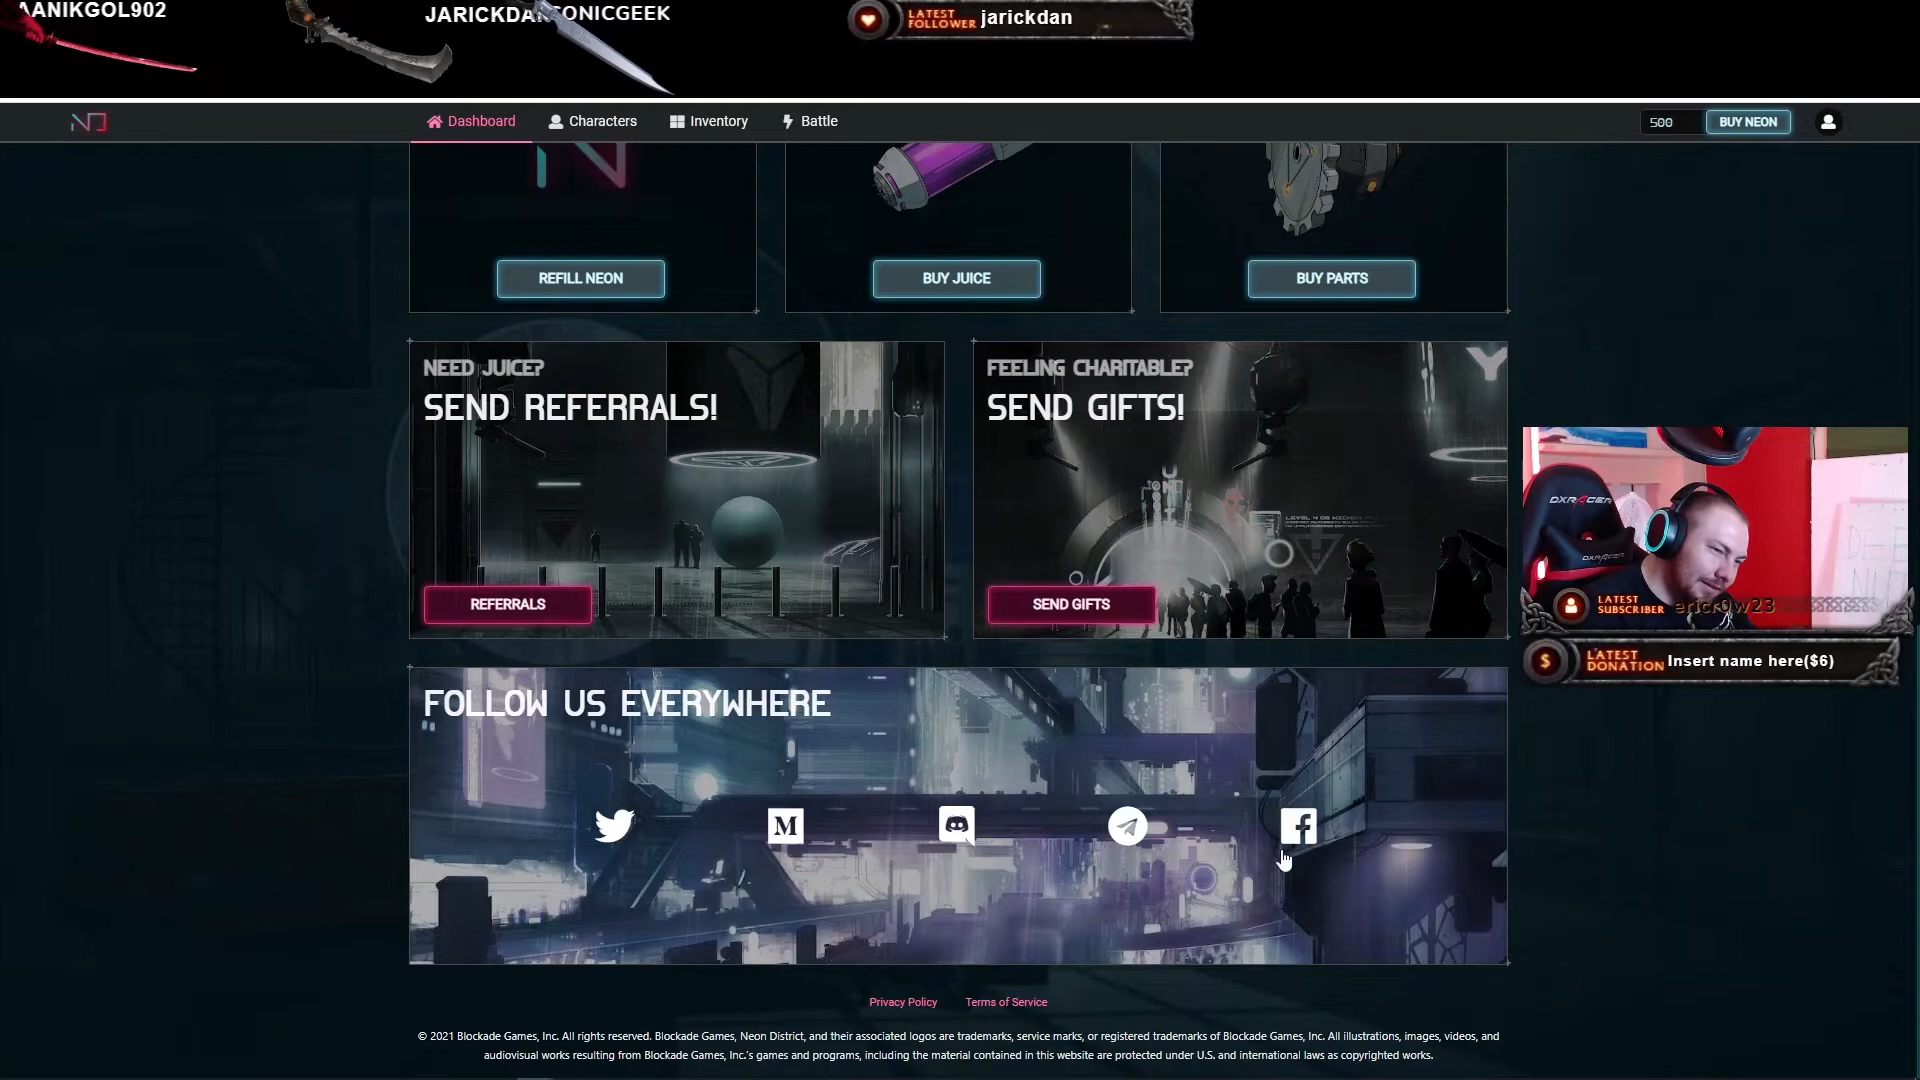 AANIKGOL902
JARICKDAN
SONICGEEK
LATEST
FOLLOWER
jarickdan
Dashboard
Characters
Inventory
Battle
500
BUY NEON
REFILL NEON
BUY JUICE
BUY PARTS
NEED JUICE?
SEND REFERRALS!
REFERRALS
FEELING CHARITABLE?
SEND GIFTS!
SEND GIFTS
DXRACER
DXRACER
LATEST
SUBSCRIBER
ericr0w23
LATEST
DONATION
Insert name here($6)
FOLLOW US EVERYWHERE
Privacy Policy
Terms of Service
© 2021 Blockade Games, Inc. All rights reserved. Blockade Games, Neon District, and their associated logos are trademarks, service marks, or registered trademarks of Blockade Games, Inc. All illustrations, images, videos, and
audiovisual works resulting from Blockade Games, Inc.'s games and programs, including the material contained in this website are protected under U.S. and international laws as copyrighted works.